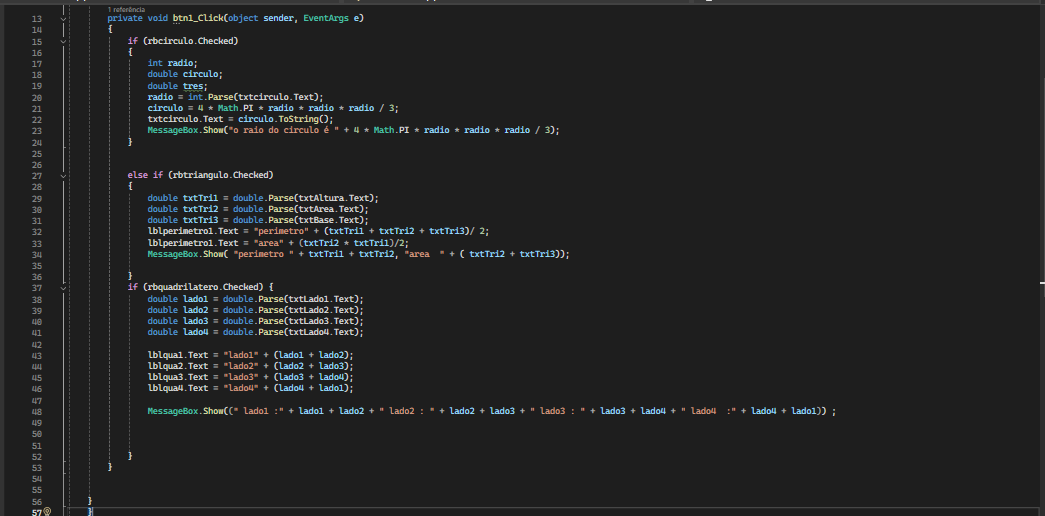 1 referência
13 private void btn1_Click(object sender, EventArgs e)
14 {
15 if (rbcirculo.Checked)
16 {
17 int radio;
18 double circulo;
19 double tres;
20 radio = int.Parse(txtcirculo.Text);
21 circulo = 4 * Math.PI * radio * radio * radio / 3;
22 txtcirculo.Text = circulo.ToString();
23 MessageBox.Show("o raio do circulo é " + 4 * Math.PI * radio * radio * radio / 3);
24 }
25
26
27 else if (rbtriangulo.Checked)
28 {
29 double txtTri1 = double.Parse(txtAltura.Text);
30 double txtTri2 = double.Parse(txtArea.Text);
31 double txtTri3 = double.Parse(txtBase.Text);
32 lblperimetro1.Text = "perimetro" + (txtTri1 + txtTri2 + txtTri3)/ 2;
33 lblperimetro1.Text = "area" + (txtTri2 * txtTri1)/2;
34 MessageBox.Show( "perimetro " + txtTri1 + txtTri2, "area  " + ( txtTri2 + txtTri3));
35
36 }
37 if (rbquadrilatero.Checked) {
38 double lado1 = double.Parse(txtLado1.Text);
39 double lado2 = double.Parse(txtLado2.Text);
40 double lado3 = double.Parse(txtLado3.Text);
41 double lado4 = double.Parse(txtLado4.Text);
42
43 lblqua1.Text = "lado1" + (lado1 + lado2);
44 lblqua2.Text = "lado2" + (lado2 + lado3);
45 lblqua3.Text = "lado3" + (lado3 + lado4);
46 lblqua4.Text = "lado4" + (lado4 + lado1);
47
48 MessageBox.Show((" lado1 :" + lado1 + lado2 + " lado2 : " + lado2 + lado3 + " lado3 : " + lado3 + lado4 + " lado4  :" + lado4 + lado1)) ;
49
50
51
52 }
53 }
54
55
56 }
57 }